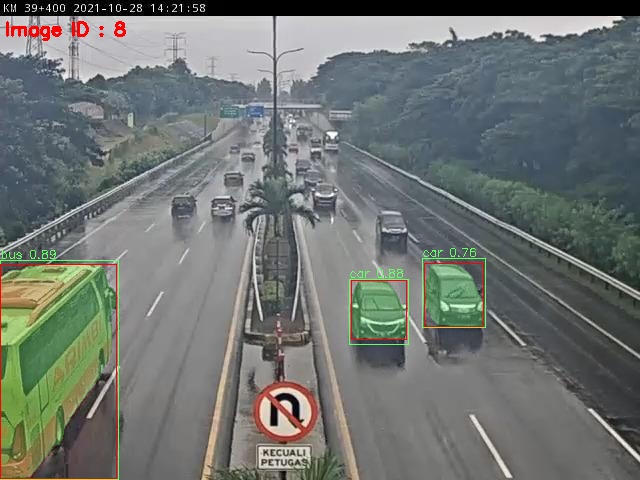 KM 39+400 2021-10-28 14:21:58
Image ID : 8
bus 0.89
car 0.76
car 0.88
KECUALI
PETUGAS